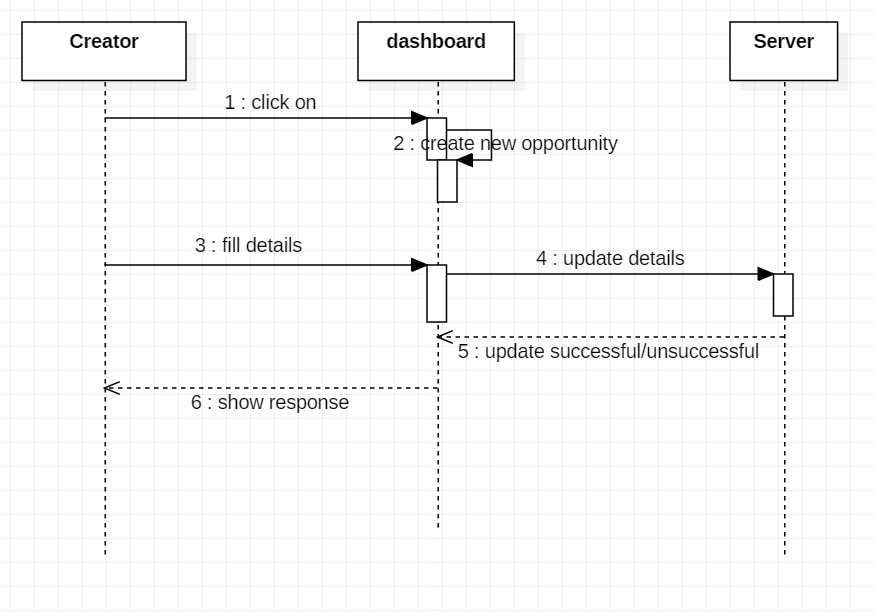 Creator
dashboard
Server
1 : click on
2 : create new opportunity
3 : fill details
4 : update details
5 : update successful/unsuccessful
6 : show response